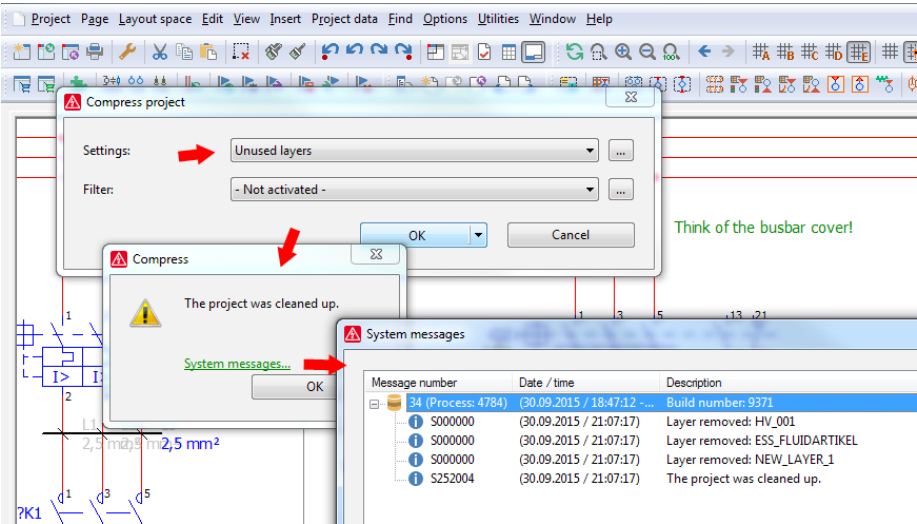 Project Page Layout space Edit View Insert Project data Find Options Utilities Window Help
Compress project
Settings: Unused layers ...
Filter: - Not activated - ...
OK Cancel
Think of the busbar cover!
Compress
The project was cleaned up.
System messages...
OK
1 1 3 5 13 21
System messages
Message number Date / time Description
34 (Process: 4784) (30.09.2015 / 18:47:12 -... Build number: 9371
S000000 (30.09.2015 / 21:07:17) Layer removed: HV_001
S000000 (30.09.2015 / 21:07:17) Layer removed: ESS_FLUIDARTIKEL
S000000 (30.09.2015 / 21:07:17) Layer removed: NEW_LAYER_1
S252004 (30.09.2015 / 21:07:17) The project was cleaned up.
I> I
2
L1
2,5 mm²
1 3 5
?K1